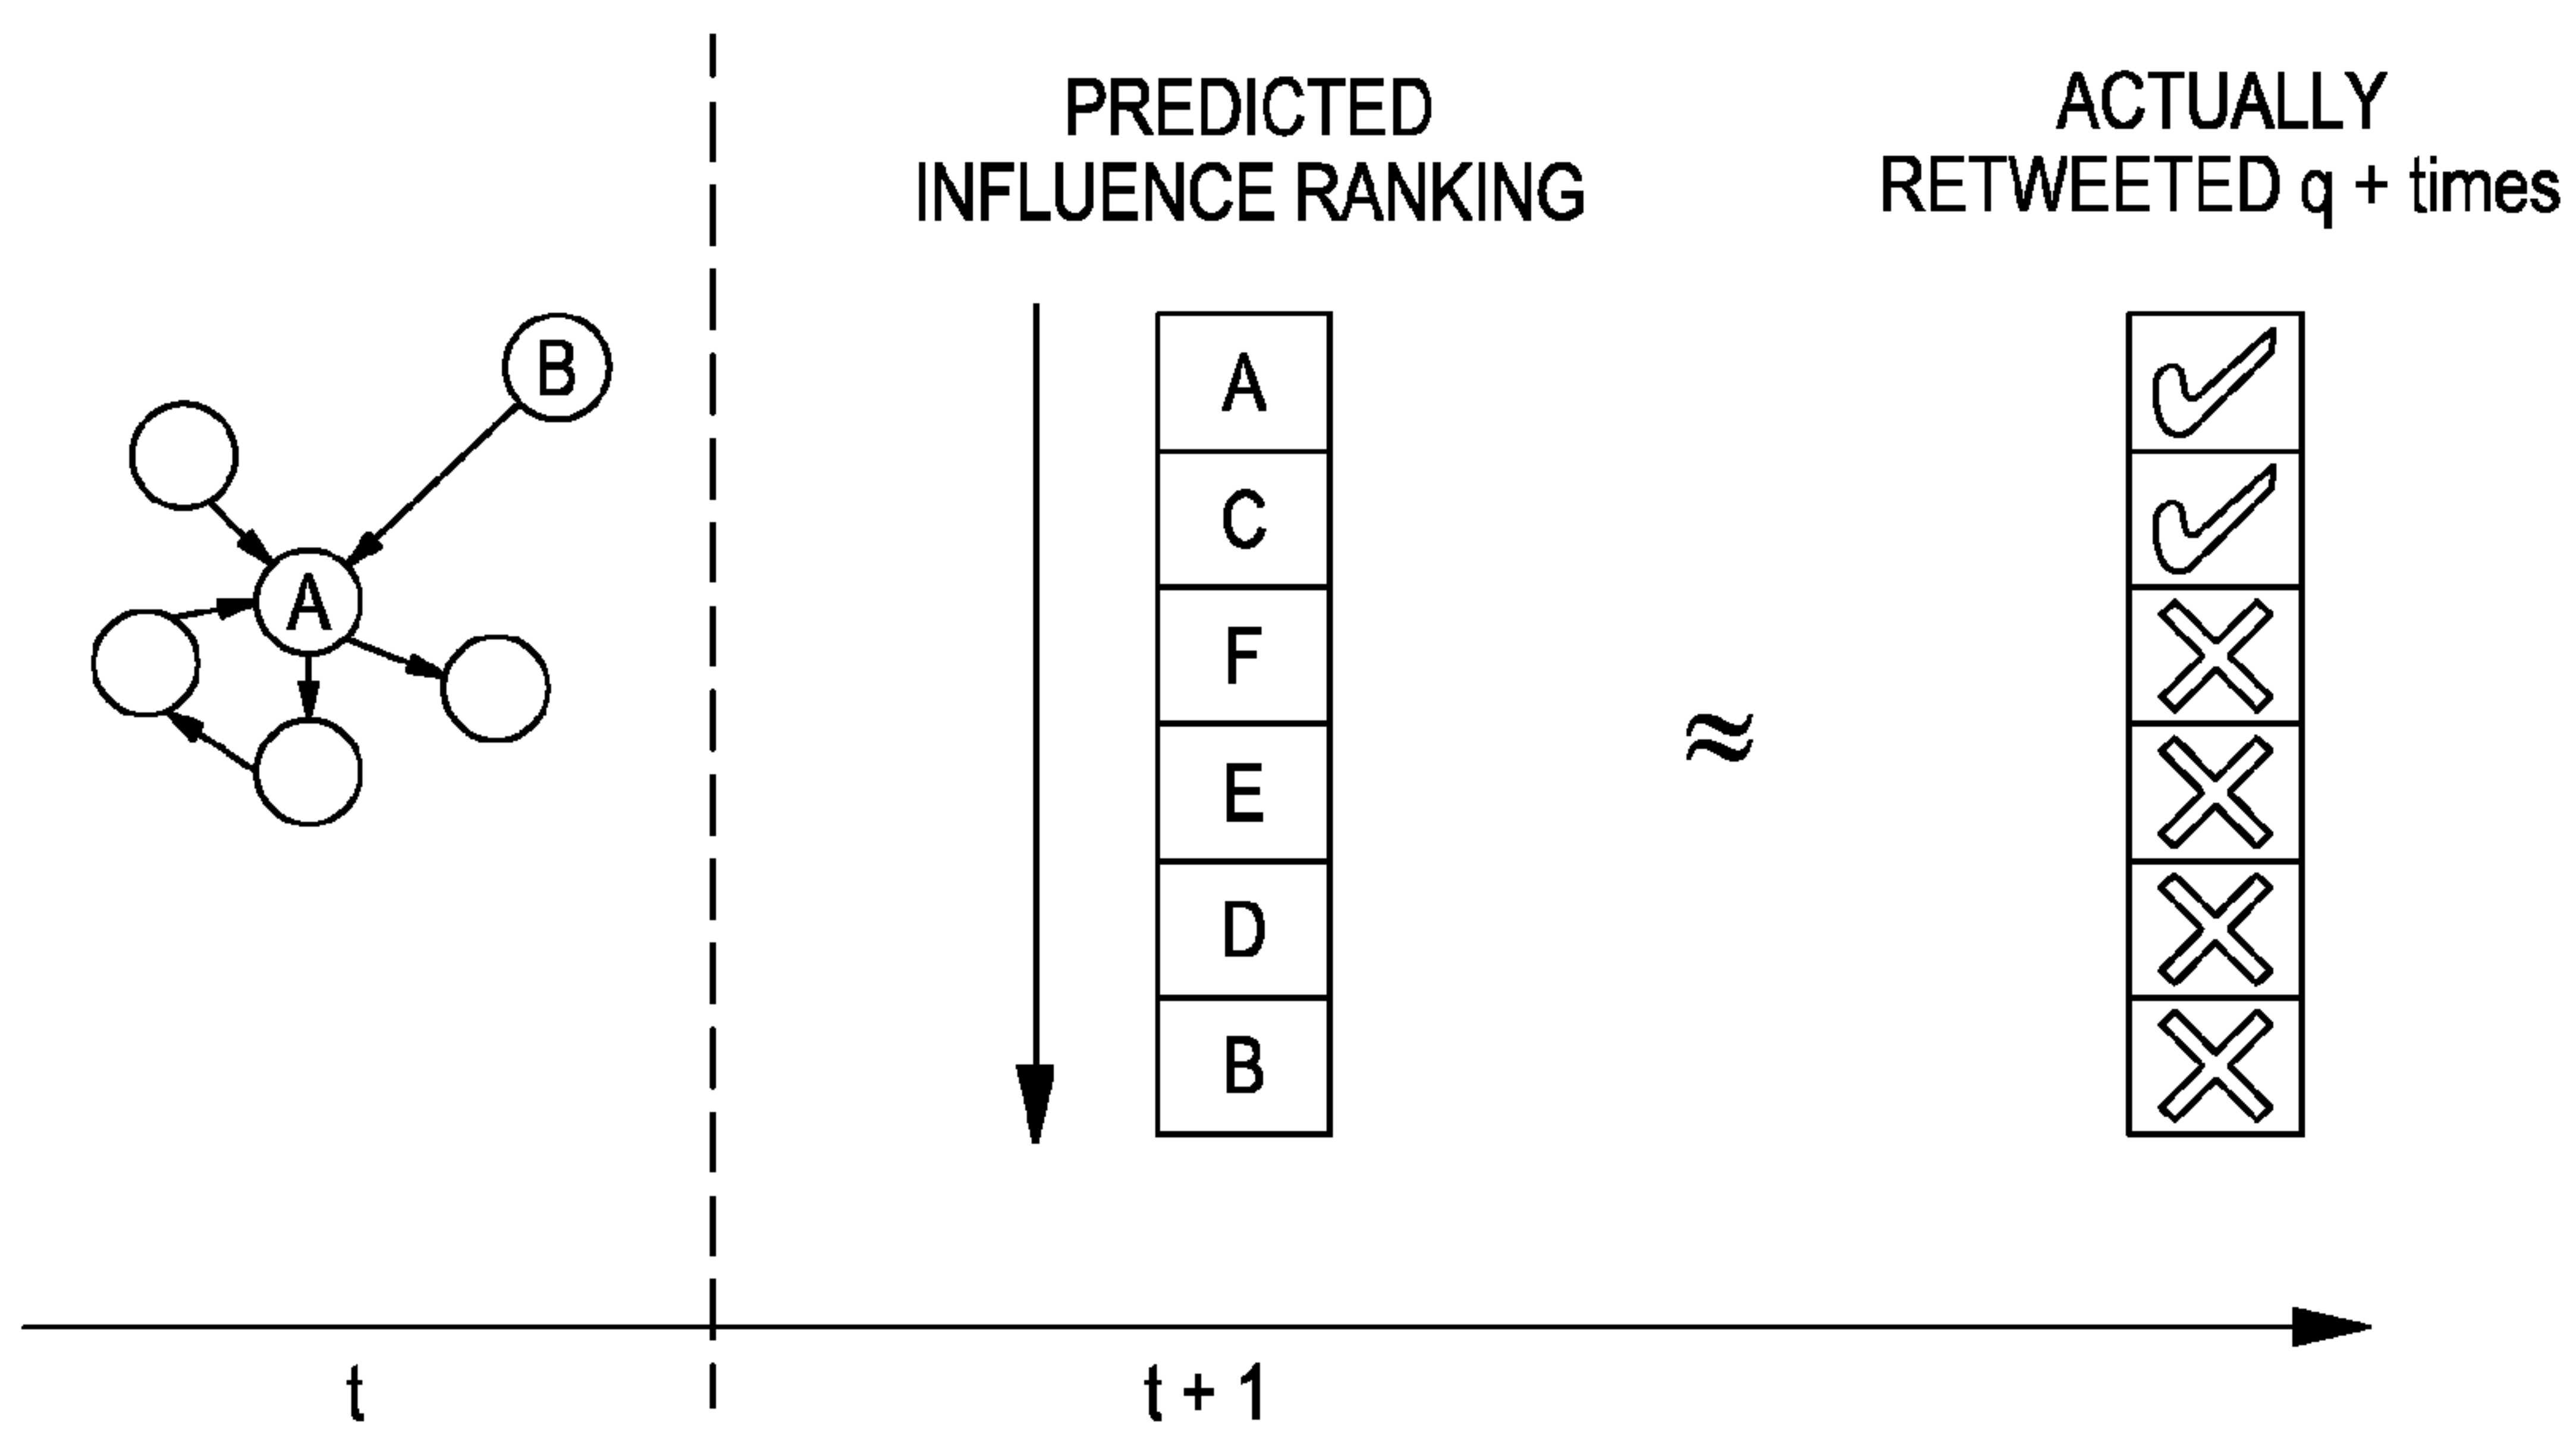 PREDICTED
INFLUENCE RANKING
ACTUALLY
RETWEETED q + times
B
A
A
C
F
E
D
B
≈
t
t + 1